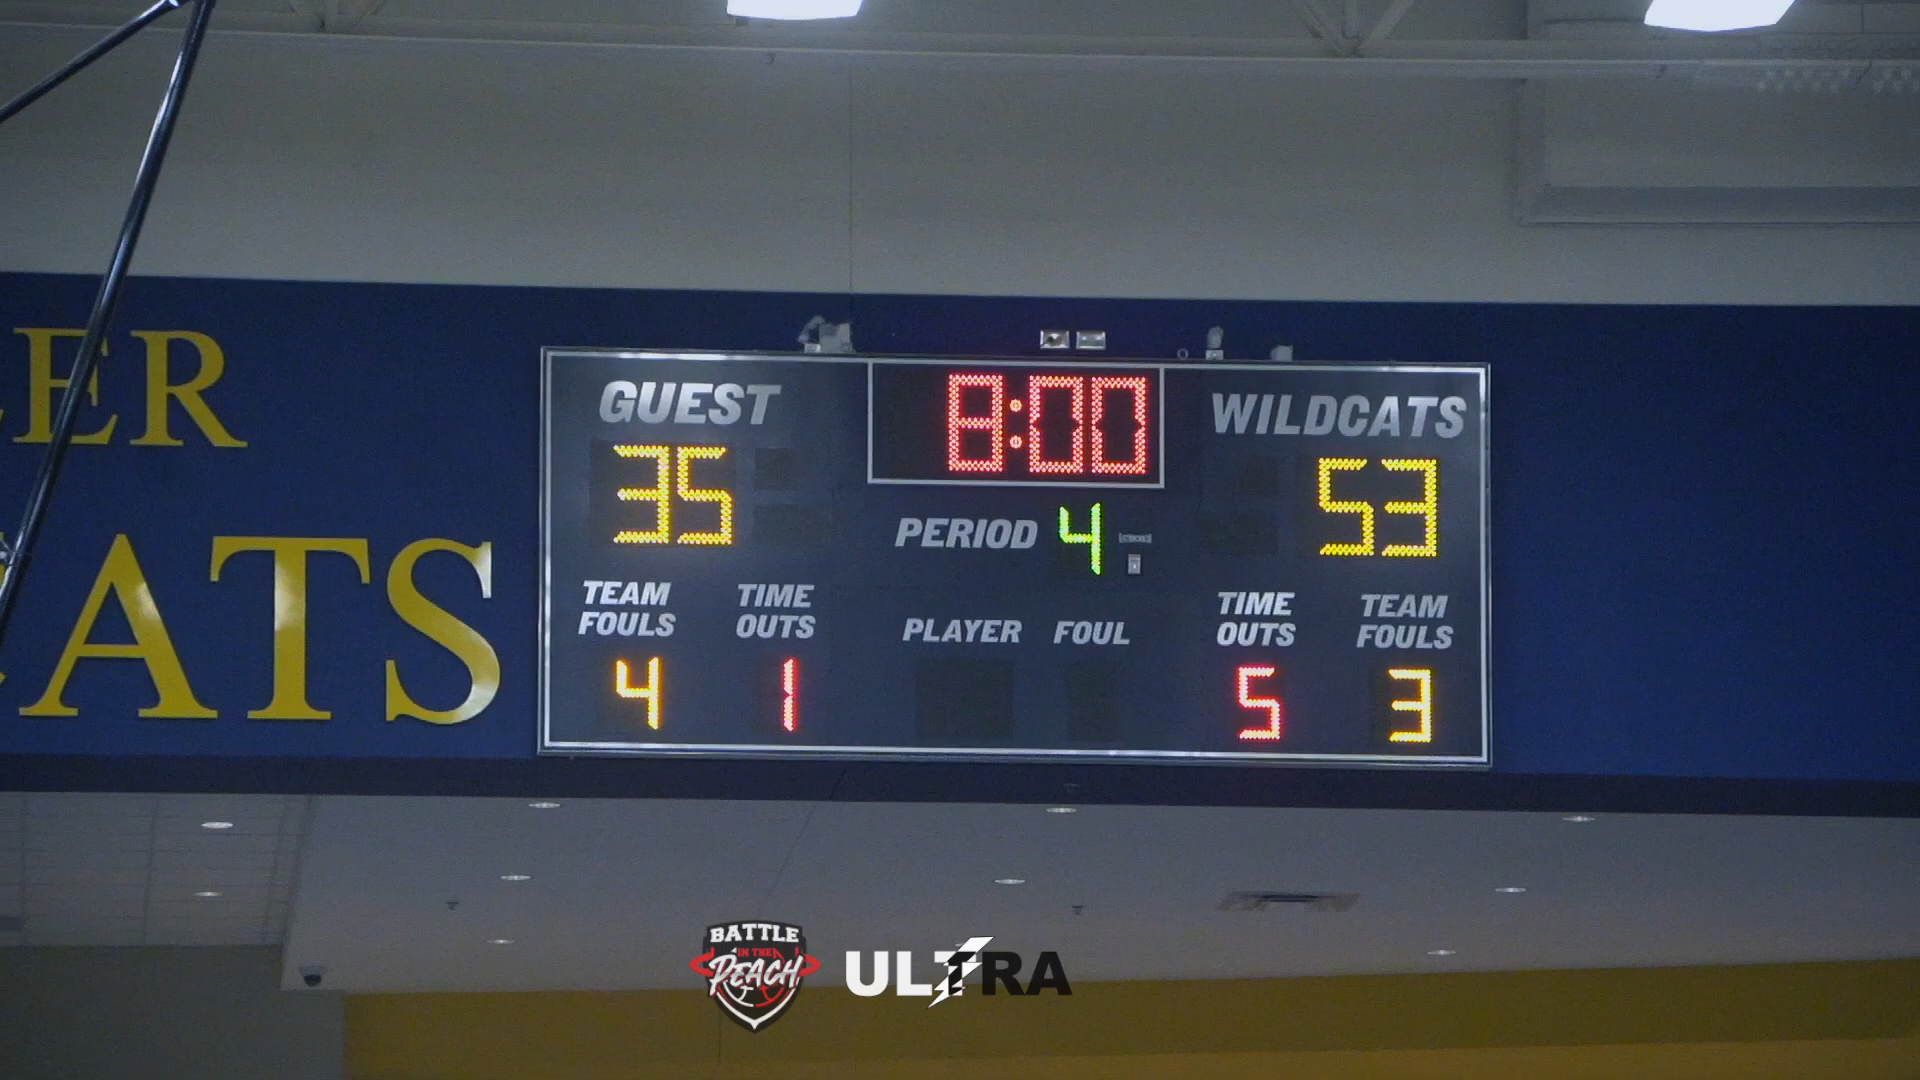 ER
CATS
GUEST
8:00
WILDCATS
35
53
PERIOD 4
TEAM FOULS
TIME OUTS
PLAYER
FOUL
TIME OUTS
TEAM FOULS
4
1
5
3
BATTLE
IN THE
PEACH
ULTRA